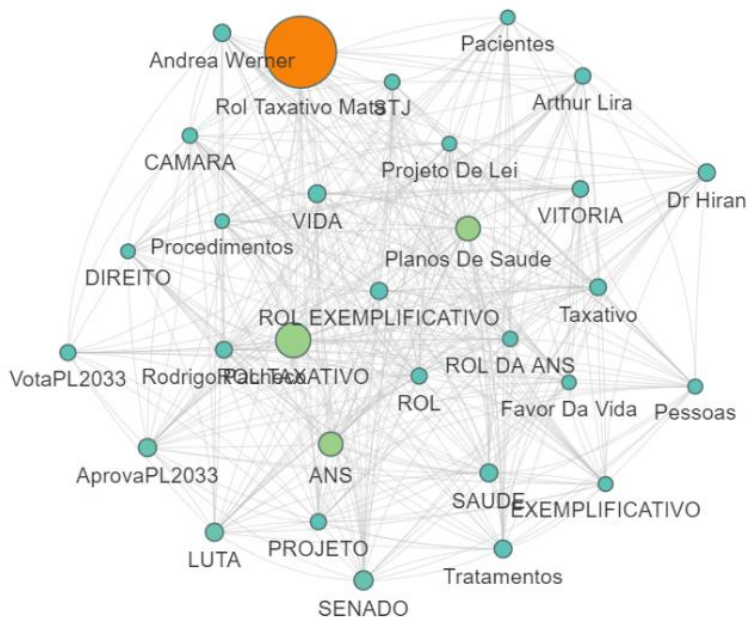 Pacientes
Andrea Werner
Rol Taxativo Mata
STJ
Arthur Lira
CAMARA
Projeto De Lei
Dr Hiran
VIDA
VITORIA
Procedimentos
Planos De Saude
DIREITO
ROL EXEMPLIFICATIVO
Taxativo
ROL DA ANS
VotaPL2033
Rodrigo Pacheco
ROL TAXATIVO
ROL
Favor Da Vida
Pessoas
AprovaPL2033
ANS
SAUDE
EXEMPLIFICATIVO
LUTA
PROJETO
Tratamentos
SENADO